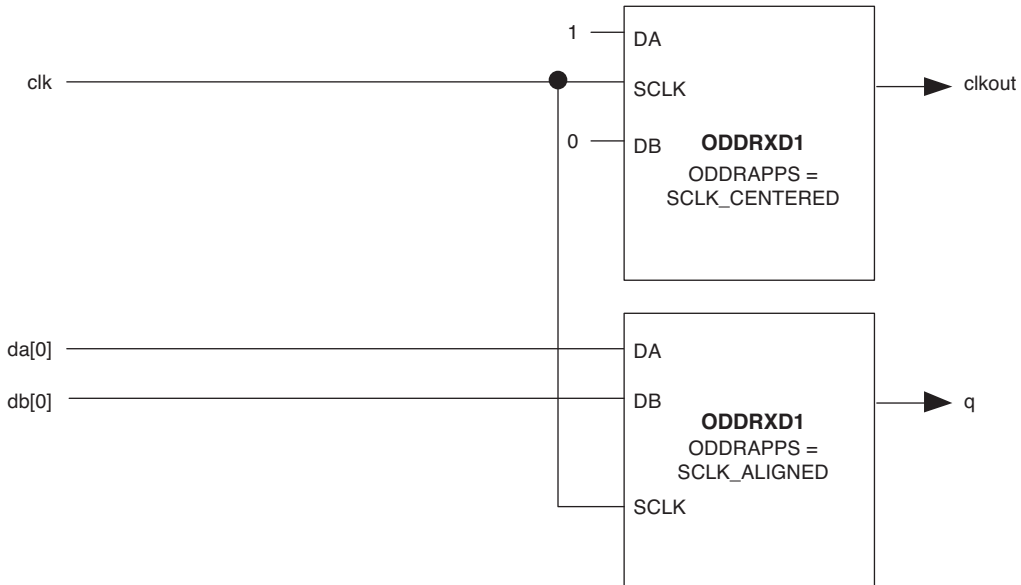 1
DA
clk
SCLK
clkout
0
DB
ODDRXD1
ODDRAPPS =
SCLK_CENTERED
da[0]
DA
db[0]
DB
q
ODDRXD1
ODDRAPPS =
SCLK_ALIGNED
SCLK